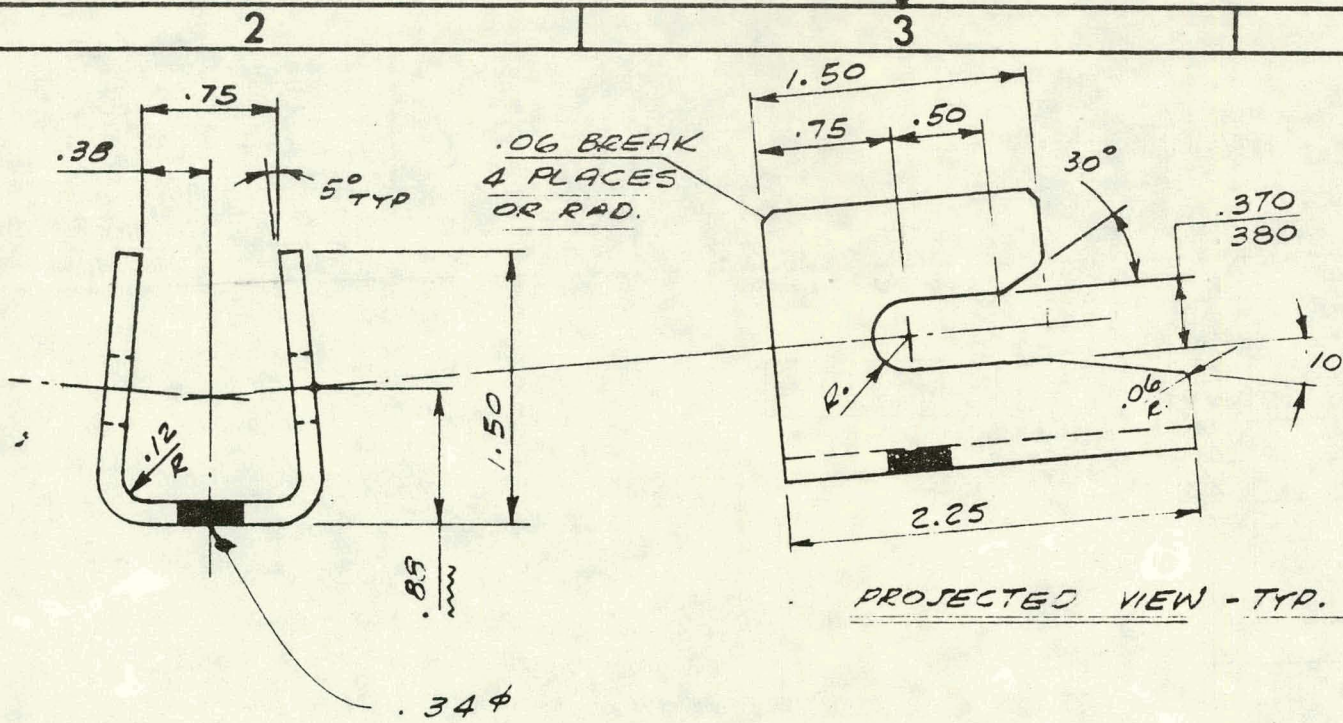 2
3
.75
.38
5° TYP
.06 BREAK
4 PLACES
OR RAD.
1.50
.75
.50
30°
.370
380
10
.06
R.
R.
.12
R
1.50
2.25
PROJECTED VIEW - TYP.
.34 ϕ